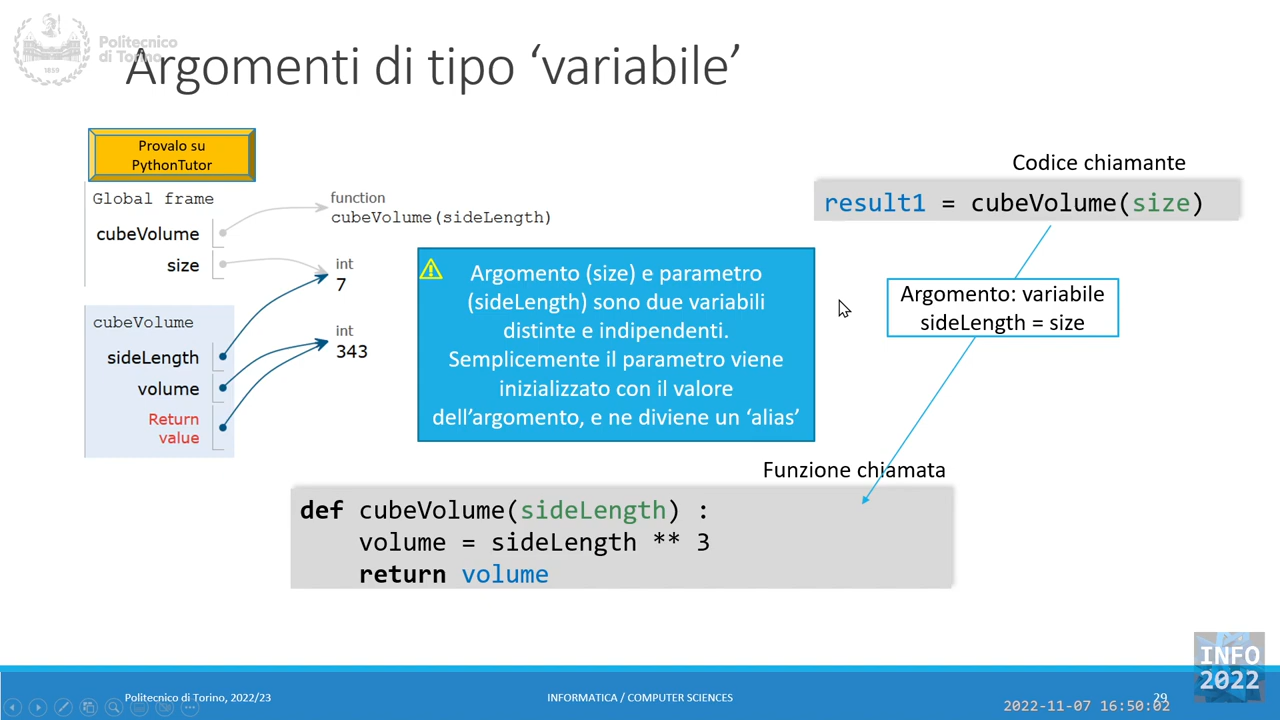 Politecnico
di Torino
1859
Argomenti di tipo ‘variabile’
Provalo su
PythonTutor
Global frame
cubeVolume
size
function
cubeVolume(sideLength)
int
7
int
343
cubeVolume
sideLength
volume
Return
value
Argomento (size) e parametro
(sideLength) sono due variabili
distinte e indipendenti.
Semplicemente il parametro viene
inizializzato con il valore
dell’argomento, e ne diviene un ‘alias’
Codice chiamante
result1 = cubeVolume(size)
Argomento: variabile
sideLength = size
Funzione chiamata
def cubeVolume(sideLength) :
volume = sideLength ** 3
return volume
INFO
2022
Politecnico di Torino, 2022/23
INFORMATICA / COMPUTER SCIENCES
29
2022-11-07 16:50:02